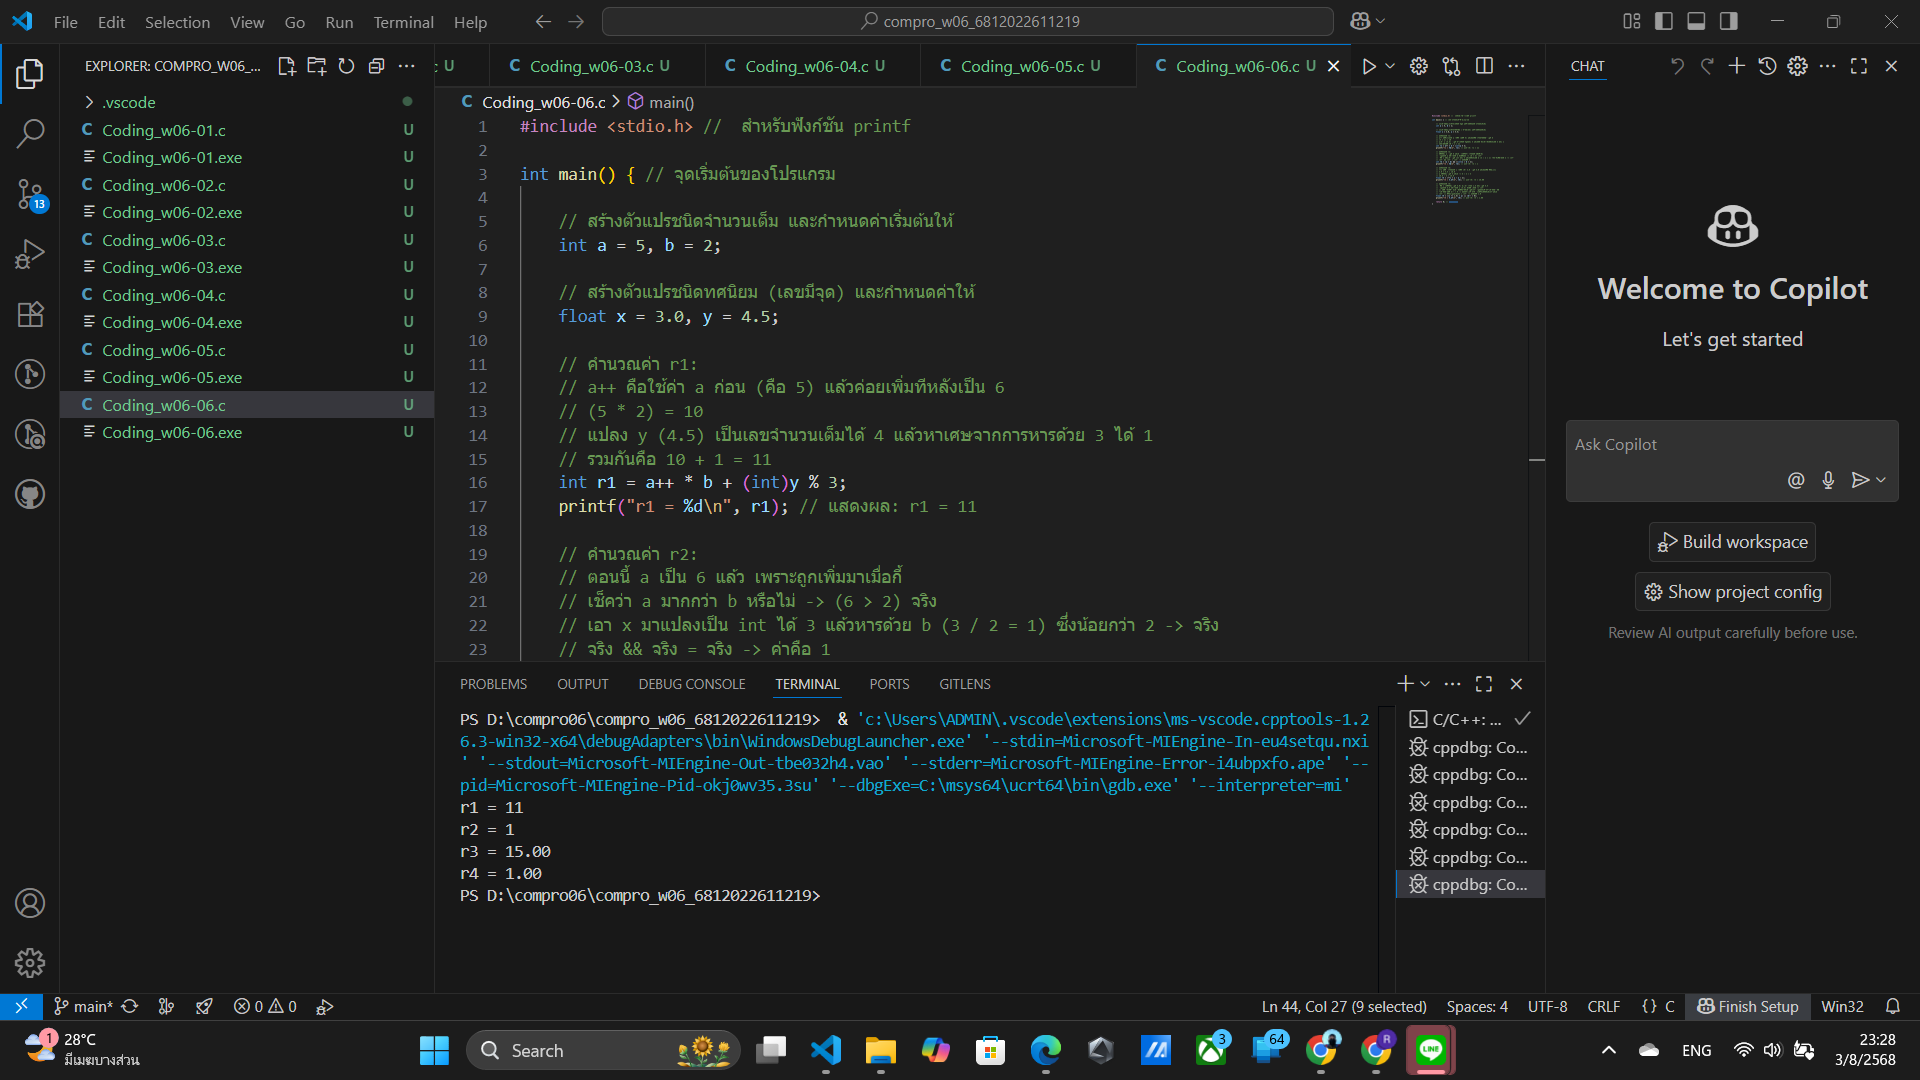 File Edit Selection View Go Run Terminal Help
compro_w06_6812022611219
EXPLORER: COMPRO_W06_...
.vscode
Coding_w06-01.c U
Coding_w06-01.exe U
Coding_w06-02.c U
Coding_w06-02.exe U
Coding_w06-03.c U
Coding_w06-03.exe U
Coding_w06-04.c U
Coding_w06-04.exe U
Coding_w06-05.c U
Coding_w06-05.exe U
Coding_w06-06.c U
Coding_w06-06.exe U
13
.c U C Coding_w06-03.c U C Coding_w06-04.c U C Coding_w06-05.c U C Coding_w06-06.c U
C Coding_w06-06.c > main()
1 #include <stdio.h> //  สำหรับฟังก์ชัน printf
2
3 int main() { // จุดเริ่มต้นของโปรแกรม
4
5 // สร้างตัวแปรชนิดจำนวนเต็ม และกำหนดค่าเริ่มต้นให้
6 int a = 5, b = 2;
7
8 // สร้างตัวแปรชนิดทศนิยม (เลขมีจุด) และกำหนดค่าให้
9 float x = 3.0, y = 4.5;
10
11 // คำนวณค่า r1:
12 // a++ คือใช้ค่า a ก่อน (คือ 5) แล้วค่อยเพิ่มทีหลังเป็น 6
13 // (5 * 2) = 10
14 // แปลง y (4.5) เป็นเลขจำนวนเต็มได้ 4 แล้วหาเศษจากการหารด้วย 3 ได้ 1
15 // รวมกันคือ 10 + 1 = 11
16 int r1 = a++ * b + (int)y % 3;
17 printf("r1 = %d\n", r1); // แสดงผล: r1 = 11
18
19 // คำนวณค่า r2:
20 // ตอนนี้ a เป็น 6 แล้ว เพราะถูกเพิ่มมาเมื่อกี้
21 // เช็คว่า a มากกว่า b หรือไม่ -> (6 > 2) จริง
22 // เอา x มาแปลงเป็น int ได้ 3 แล้วหารด้วย b (3 / 2 = 1) ซึ่งน้อยกว่า 2 -> จริง
23 // จริง && จริง = จริง -> ค่าคือ 1
PROBLEMS OUTPUT DEBUG CONSOLE TERMINAL PORTS GITLENS
PS D:\compro06\compro_w06_6812022611219>  & 'c:\Users\ADMIN\.vscode\extensions\ms-vscode.cpptools-1.2
6.3-win32-x64\debugAdapters\bin\WindowsDebugLauncher.exe' '--stdin=Microsoft-MIEngine-In-eu4setqu.nxi
' '--stdout=Microsoft-MIEngine-Out-tbe032h4.vao' '--stderr=Microsoft-MIEngine-Error-i4ubpxfo.ape' '--
pid=Microsoft-MIEngine-Pid-okj0wv35.3su' '--dbgExe=C:\msys64\ucrt64\bin\gdb.exe' '--interpreter=mi'
r1 = 11
r2 = 1
r3 = 15.00
r4 = 1.00
PS D:\compro06\compro_w06_6812022611219>
C/C++: ...
cppdbg: Co...
cppdbg: Co...
cppdbg: Co...
cppdbg: Co...
cppdbg: Co...
cppdbg: Co...
CHAT
Welcome to Copilot
Let's get started
Ask Copilot
Build workspace
Show project config
Review AI output carefully before use.
main* 0 0 Ln 44, Col 27 (9 selected) Spaces: 4 UTF-8 CRLF {} C Finish Setup Win32
1 28°C
มีเมฆบางส่วน
Search
3
64
R
LINE
ENG
23:28
3/8/2568